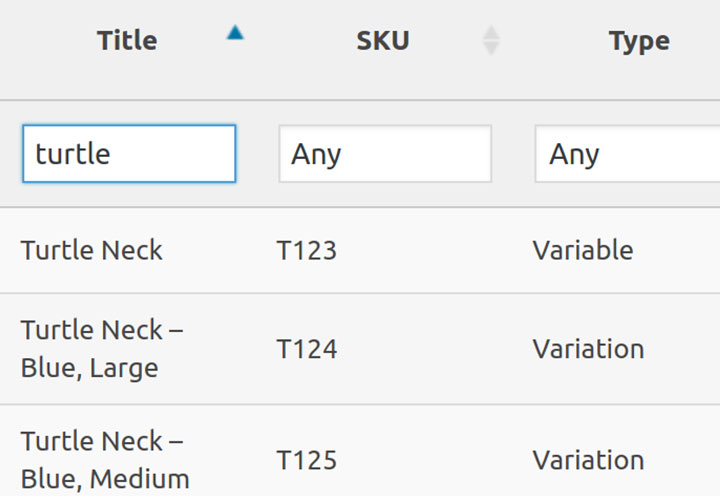 Title SKU Type
turtle Any Any
Turtle Neck T123 Variable
Turtle Neck –
Blue, Large T124 Variation
Turtle Neck –
Blue, Medium T125 Variation